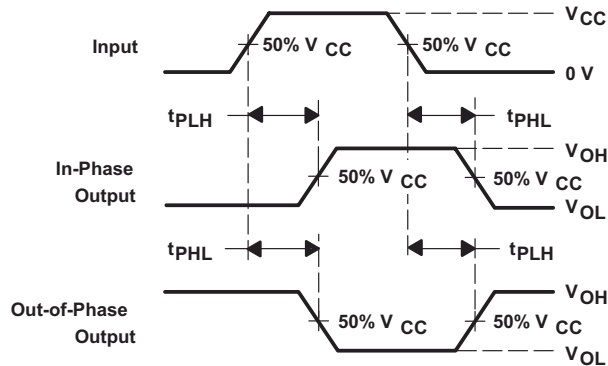 VCC
Input
50% VCC
50% VCC
0 V
tPLH
tPHL
VOH
In-Phase
Output
50% VCC
50% VCC
VOL
tPHL
tPLH
VOH
Out-of-Phase
Output
50% VCC
50% VCC
VOL